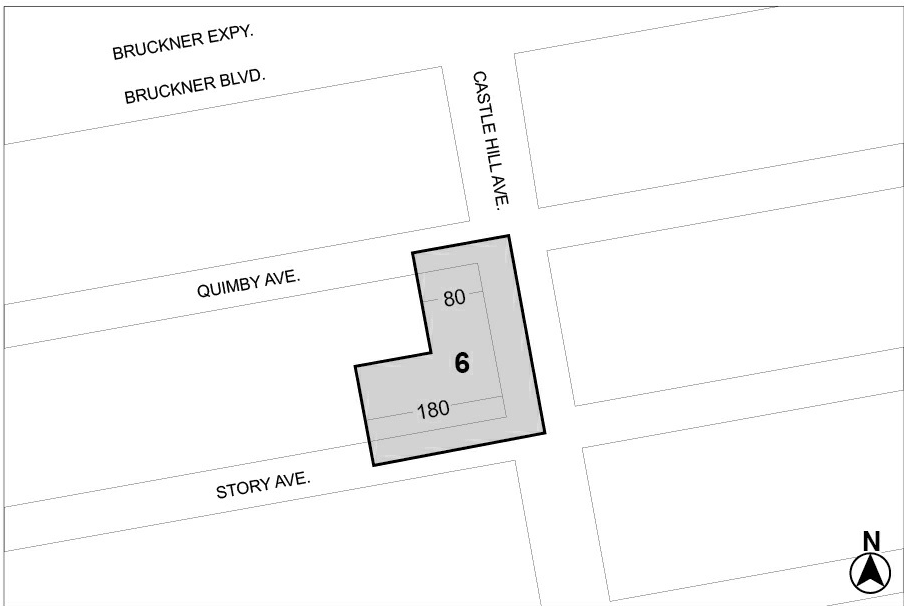 BRUCKNER EXPY.
BRUCKNER BLVD.
CASTLE HILL AVE.
QUIMBY AVE.
80
6
180
STORY AVE.
N